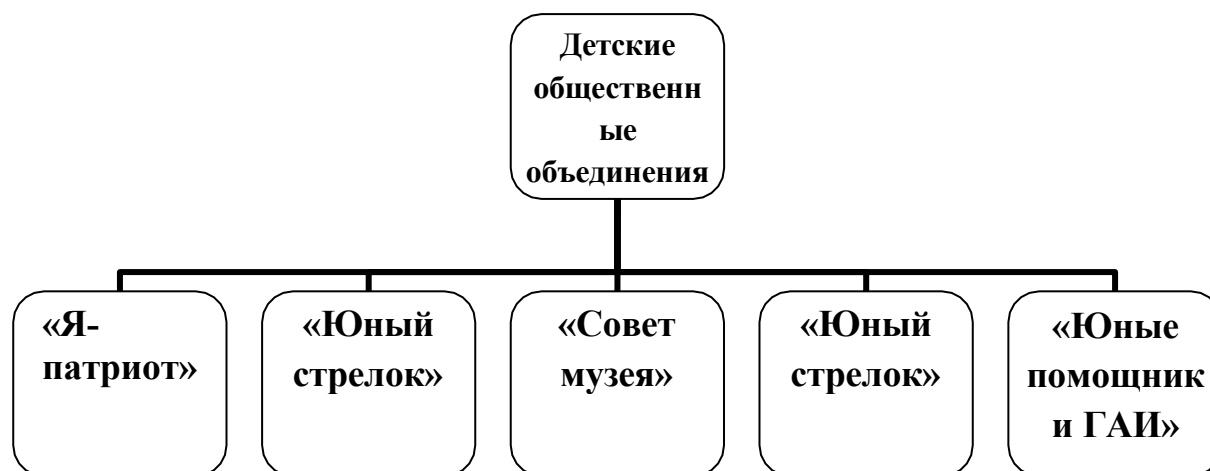 Детские
общественн
ые
объединения
«Я-
патриот»
«Юный
стрелок»
«Совет
музея»
«Юный
стрелок»
«Юные
помощник
и ГАИ»